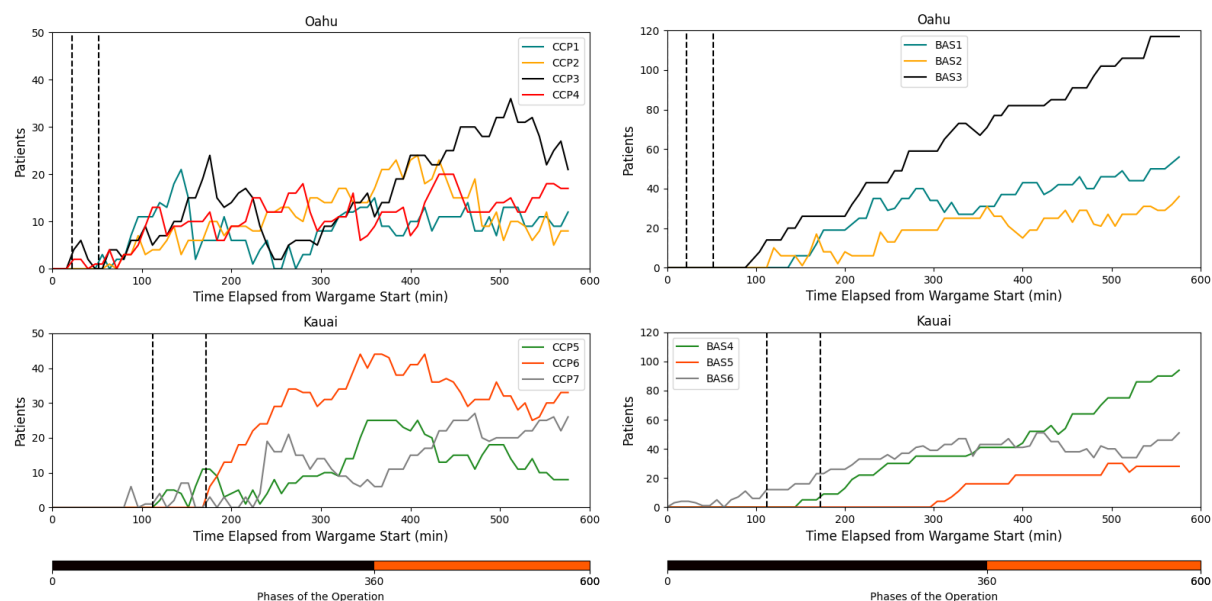 Oahu
50
40
30
20
10
0
Patients
CCP1
CCP2
CCP3
CCP4
0 100 200 300 400 500 600
Time Elapsed from Wargame Start (min)
Oahu
120
100
80
60
40
20
0
Patients
BAS1
BAS2
BAS3
0 100 200 300 400 500 600
Time Elapsed from Wargame Start (min)
Kauai
50
40
30
20
10
0
Patients
CCP5
CCP6
CCP7
0 100 200 300 400 500 600
Time Elapsed from Wargame Start (min)
Kauai
120
100
80
60
40
20
0
Patients
BAS4
BAS5
BAS6
0 100 200 300 400 500 600
Time Elapsed from Wargame Start (min)
0 360 600
Phases of the Operation
0 360 600
Phases of the Operation